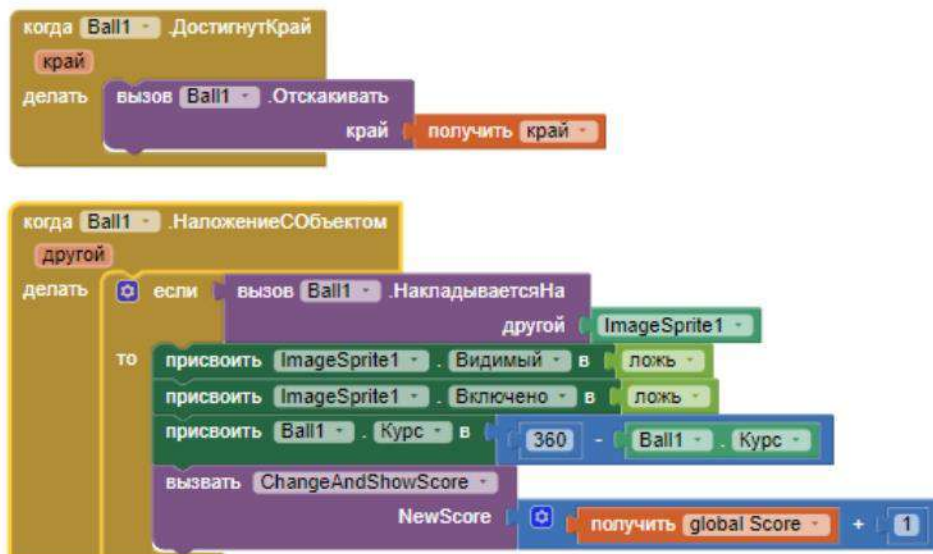 когда Ball1 .ДостигнутКрай
край
делать вызов Ball1 .Отскакивать
край получить край
когда Ball1 .НаложениеСОбъектом
другой
делать если вызов Ball1 .НакладываетсяНа
другой ImageSprite1
то присвоить ImageSprite1 . Видимый в ложь
присвоить ImageSprite1 . Включено в ложь
присвоить Ball1 . Курс в 360 - Ball1 . Курс
вызвать ChangeAndShowScore
NewScore получить global Score + 1